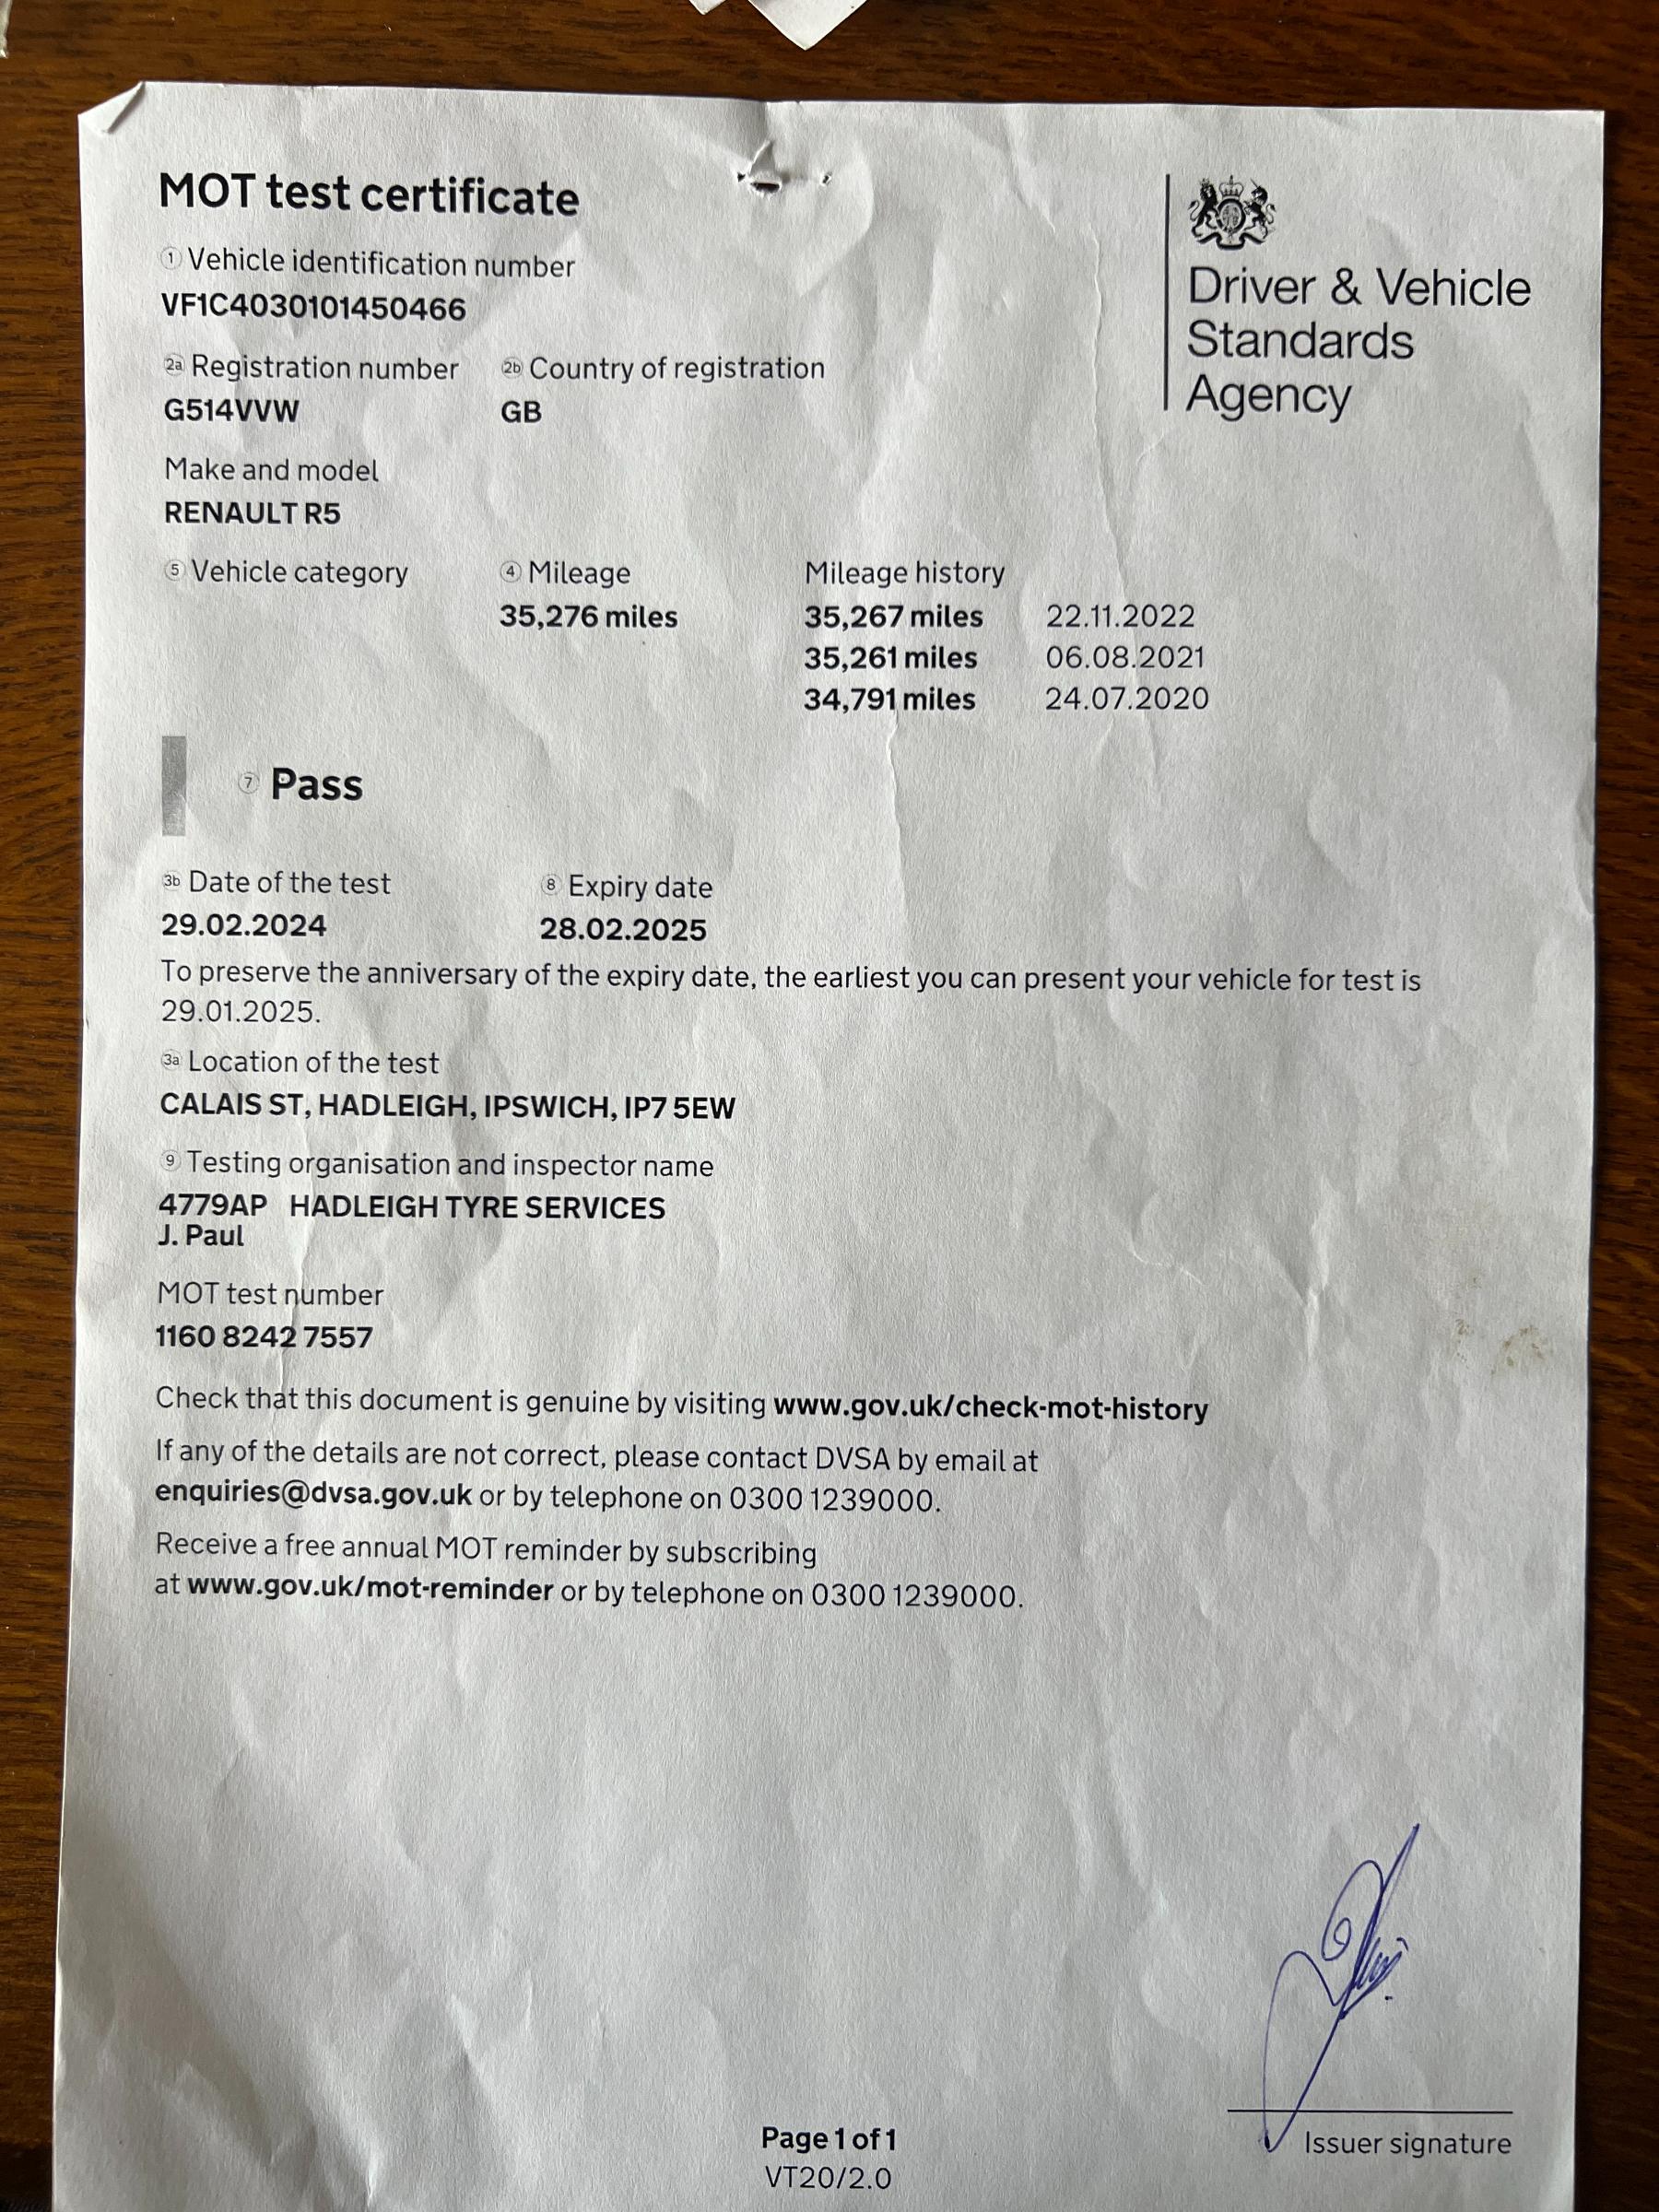 MOT test certificate
Driver & Vehicle
Standards
Agency
1 Vehicle identification number
VF1C4030101450466
2a Registration number 2b Country of registration
G514VVW GB
Make and model
RENAULT R5
5 Vehicle category 4 Mileage Mileage history
35,276 miles 35,267 miles 22.11.2022
35,261 miles 06.08.2021
34,791 miles 24.07.2020
7 Pass
3b Date of the test 8 Expiry date
29.02.2024 28.02.2025
To preserve the anniversary of the expiry date, the earliest you can present your vehicle for test is
29.01.2025.
3a Location of the test
CALAIS ST, HADLEIGH, IPSWICH, IP7 5EW
9 Testing organisation and inspector name
4779AP HADLEIGH TYRE SERVICES
J. Paul
MOT test number
1160 8242 7557
Check that this document is genuine by visiting www.gov.uk/check-mot-history
If any of the details are not correct, please contact DVSA by email at
enquiries@dvsa.gov.uk or by telephone on 0300 1239000.
Receive a free annual MOT reminder by subscribing
at www.gov.uk/mot-reminder or by telephone on 0300 1239000.
Issuer signature
Page 1 of 1
VT20/2.0